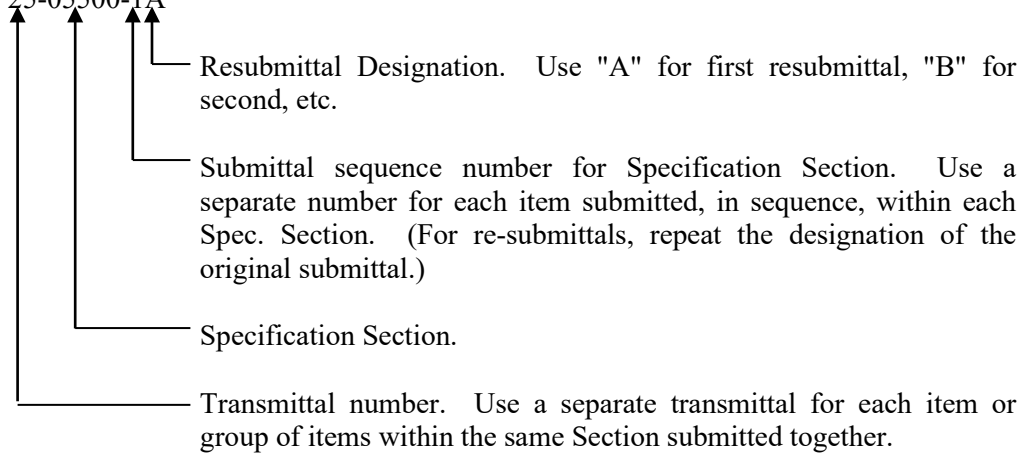 Resubmittal Designation. Use "A" for first resubmittal, "B" for
second, etc.
Submittal sequence number for Specification Section. Use a
separate number for each item submitted, in sequence, within each
Spec. Section. (For re-submittals, repeat the designation of the
original submittal.)
Specification Section.
Transmittal number. Use a separate transmittal for each item or
group of items within the same Section submitted together.